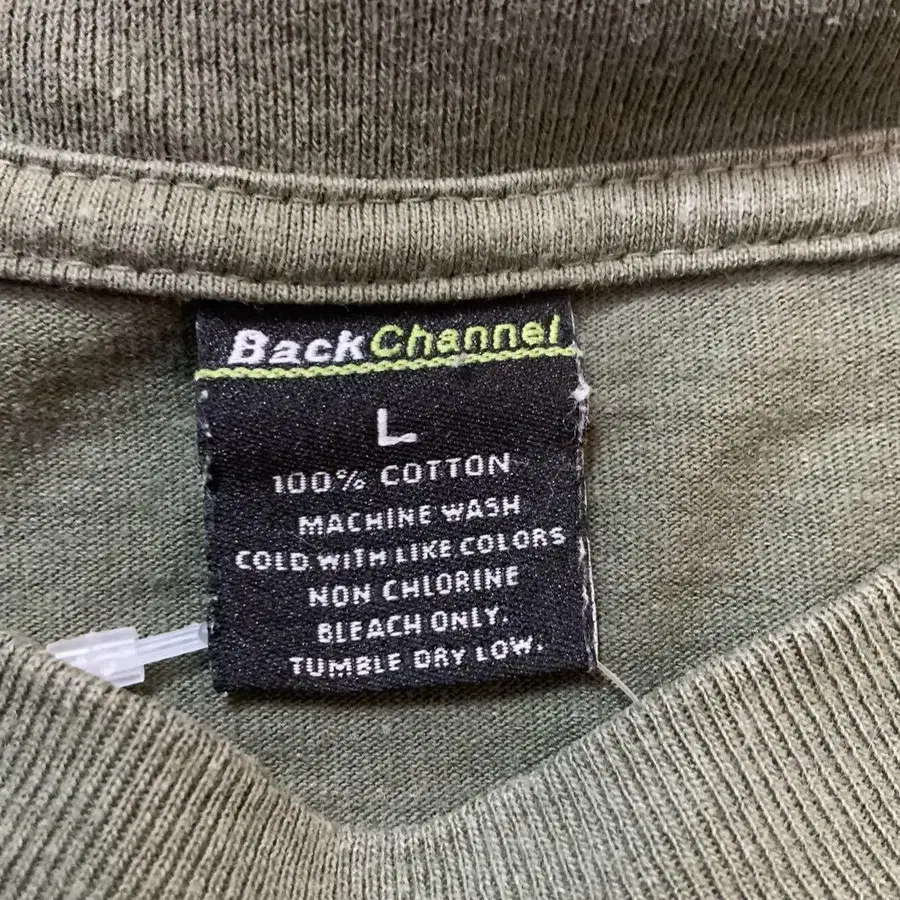 BackChannel
L
100% COTTON
MACHINE WASH
COLD WITH LIKE COLORS
NON CHLORINE
BLEACH ONLY.
TUMBLE DRY LOW.